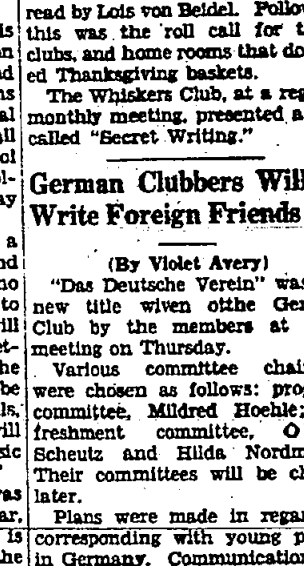 read by Lois von Beidel. Follo
this was the roll call for t
clubs, and home rooms that do
ed Thanksgiving baskets.
The Whiskers Club, at a reg
monthly meeting, presented a
called "Secret Writing."
German Clubbers Will
Write Foreign Friends
(By Violet Avery)
"Das Deutsche Verein" was
new title wiven otthe Ger
Club by the members at
meeting on Thursday.
Various committee chai
were chosen as follows: pro
committee, Mildred Hoehle;
freshment committee, O
Scheutz and Hilda Nordm
Their committees will be ch
later.
Plans were made in regar
corresponding with young p
in Germany. Communication